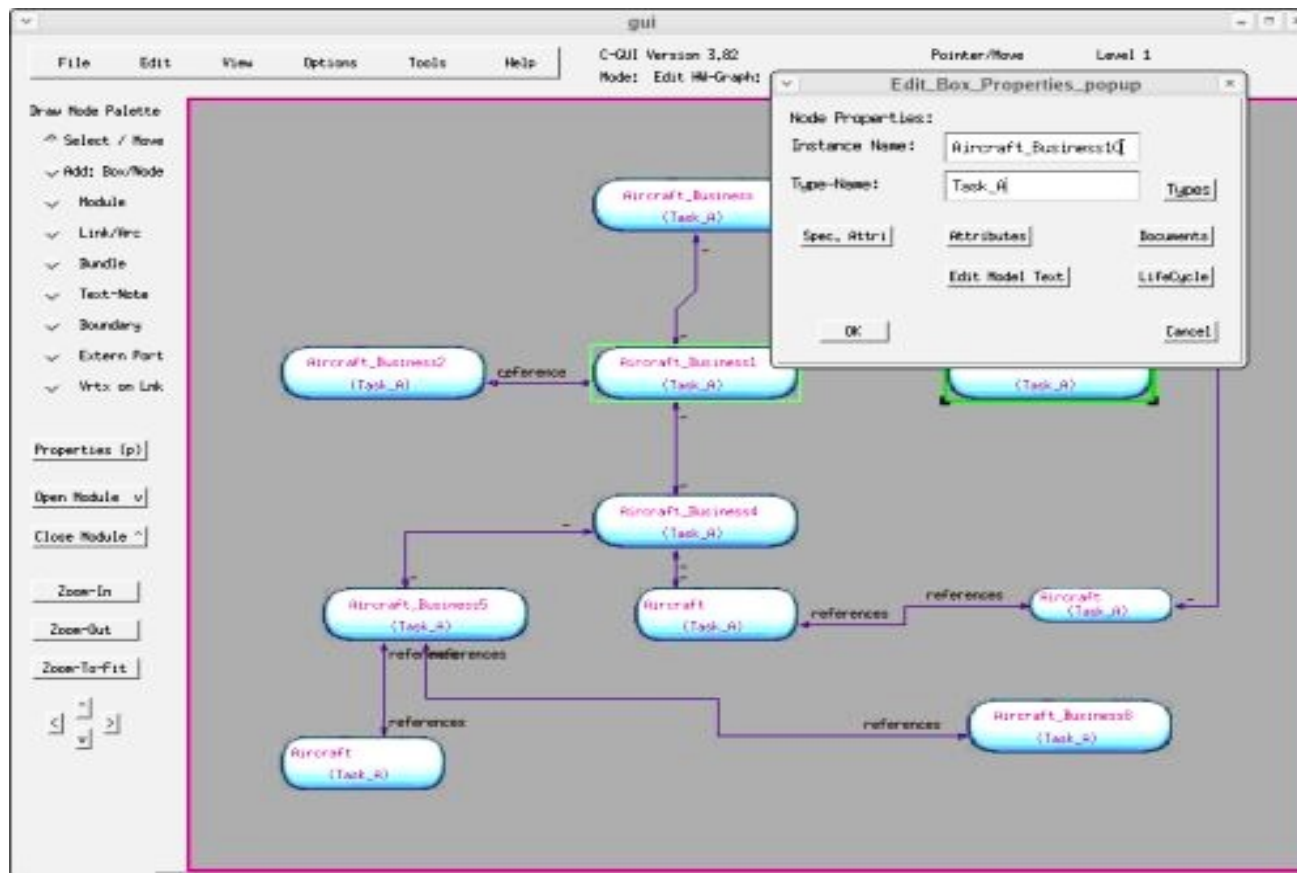 gui
File Edit View Options Tools Help
C-GUI Version 3.82 Pointer/Move Level 1
Mode: Edit HW-Graph:
Edit_Box_Properties_popup
Node Properties:
Instance Name: Aircraft_Business10
Type-Name: Task_A Types
Spec. Attri Attributes Documents
Edit Model Text LifeCycle
OK Cancel
Draw Mode Palette
Select / Move
Add: Box/Node
Module
Link/Arc
Bundle
Text-Note
Boundary
Extern Port
Vrtx on Lnk
Properties (p)
Open Module v
Close Module ^
Zoom-In
Zoom-Out
Zoom-To-Fit
< ^ >
v
Aircraft_Business
(Task_A)
Aircraft_Business2
(Task_A)
Aircraft_Business1
(Task_A)
(Task_A)
Aircraft_Business4
(Task_A)
Aircraft_Business5
(Task_A)
Aircraft
(Task_A)
references
references
Aircraft
(Task_A)
references
references
Aircraft
(Task_A)
references
Aircraft_Business8
(Task_A)